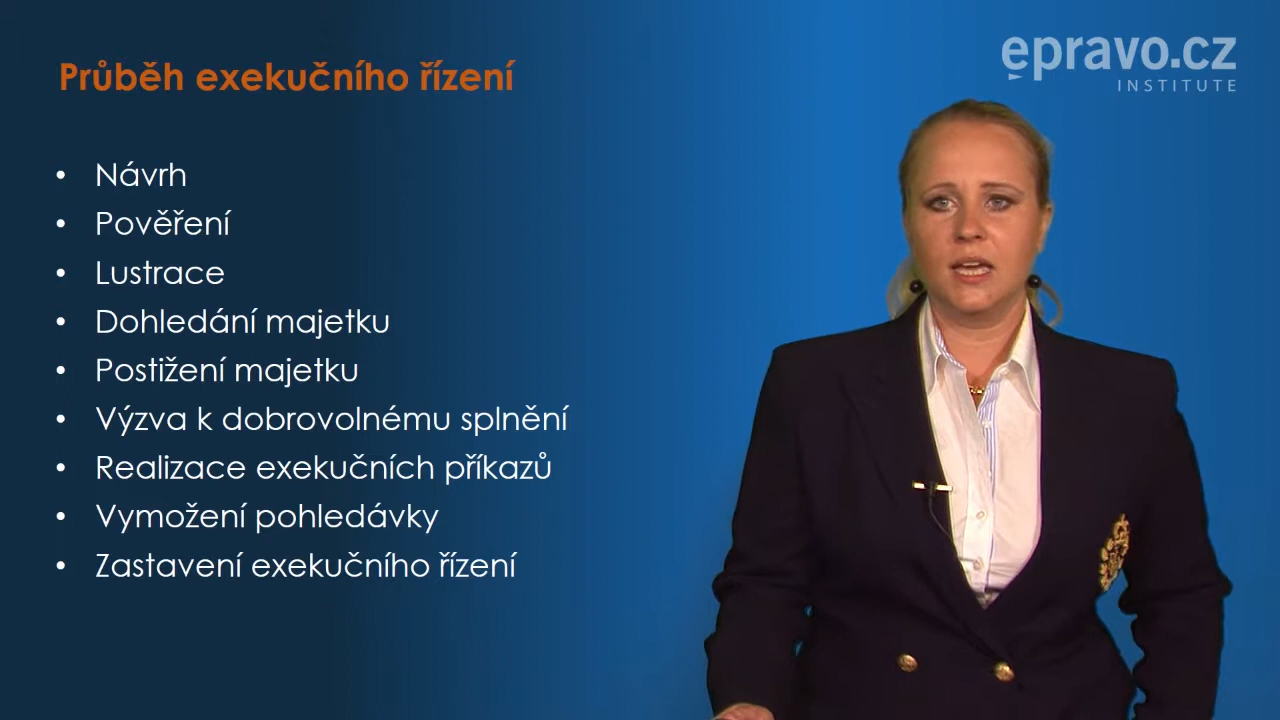 epravo.cz
INSTITUTE
Průběh exekučního řízení
• Návrh
• Pověření
• Lustrace
• Dohledání majetku
• Postižení majetku
• Výzva k dobrovolnému splnění
• Realizace exekučních příkazů
• Vymožení pohledávky
• Zastavení exekučního řízení